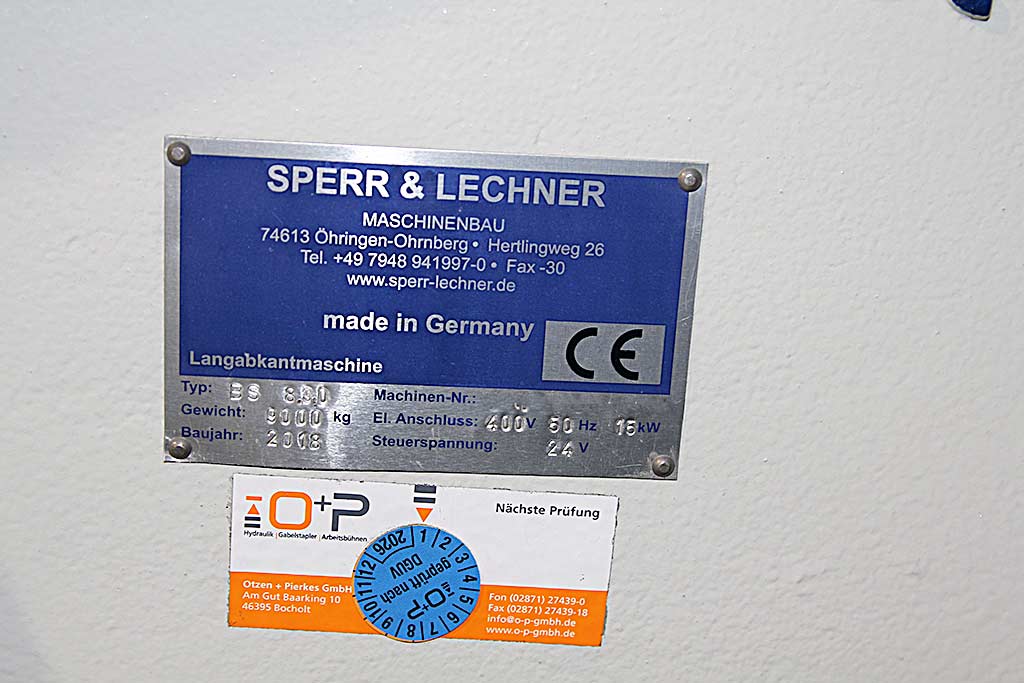 SPERR & LECHNER
MASCHINENBAU
74613 Öhringen-Ohrnberg • Hertlingweg 26
Tel. +49 7948 941997-0 • Fax -30
www.sperr-lechner.de
made in Germany
CE
Langabkantmaschine
Typ: BS 800 Machinen-Nr.:
Gewicht: 9000 kg El. Anschluss: 400 V 50 Hz 15 kW
Baujahr: 2018 Steuerspannung: 24 V
O+P
Nächste Prüfung
Hydraulik | Gabelstapler | Arbeitsbühnen
2026
1 2 3 4 5 6 7 8 9 10 11 12
geprüft nach
DGUV
O+P
Otzen + Pierkes GmbH
Am Gut Baarking 10
46395 Bocholt
Fon (02871) 27439-0
Fax (02871) 27439-18
info@o-p-gmbh.de
www.o-p-gmbh.de